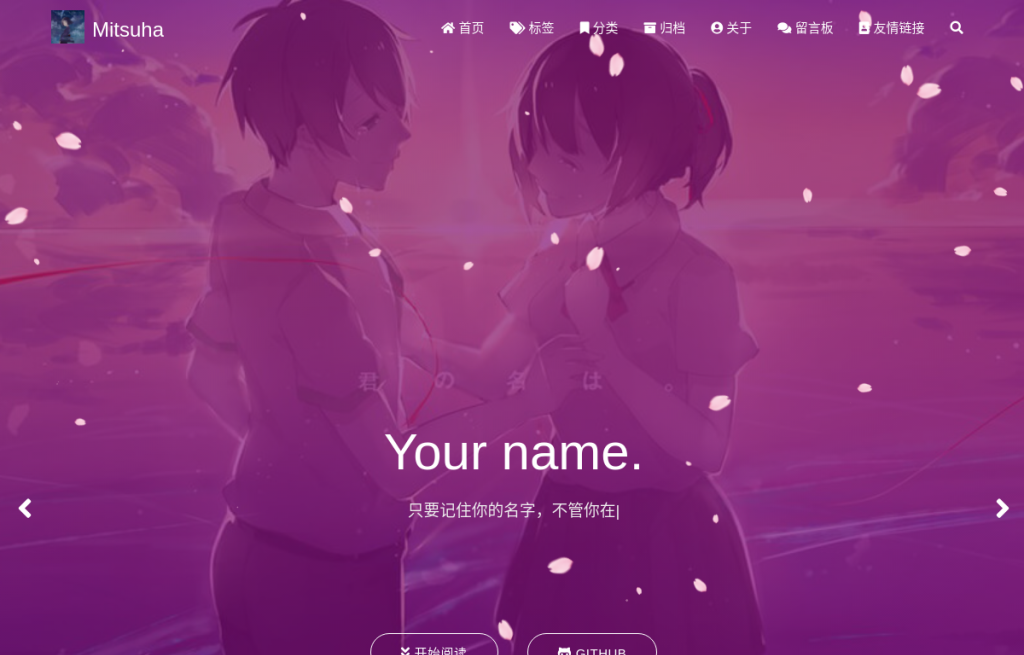 Mitsuha
首页 标签 分类 归档 关于 留言板 友情链接
君 の 名 は 。
Your name.
只要记住你的名字，不管你在|
开始阅读 GITHUB